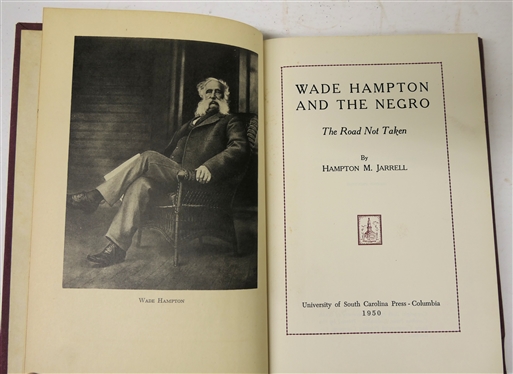 WADE HAMPTON
WADE HAMPTON
AND THE NEGRO
The Road Not Taken
By
HAMPTON M. JARRELL
University of South Carolina Press - Columbia
1950